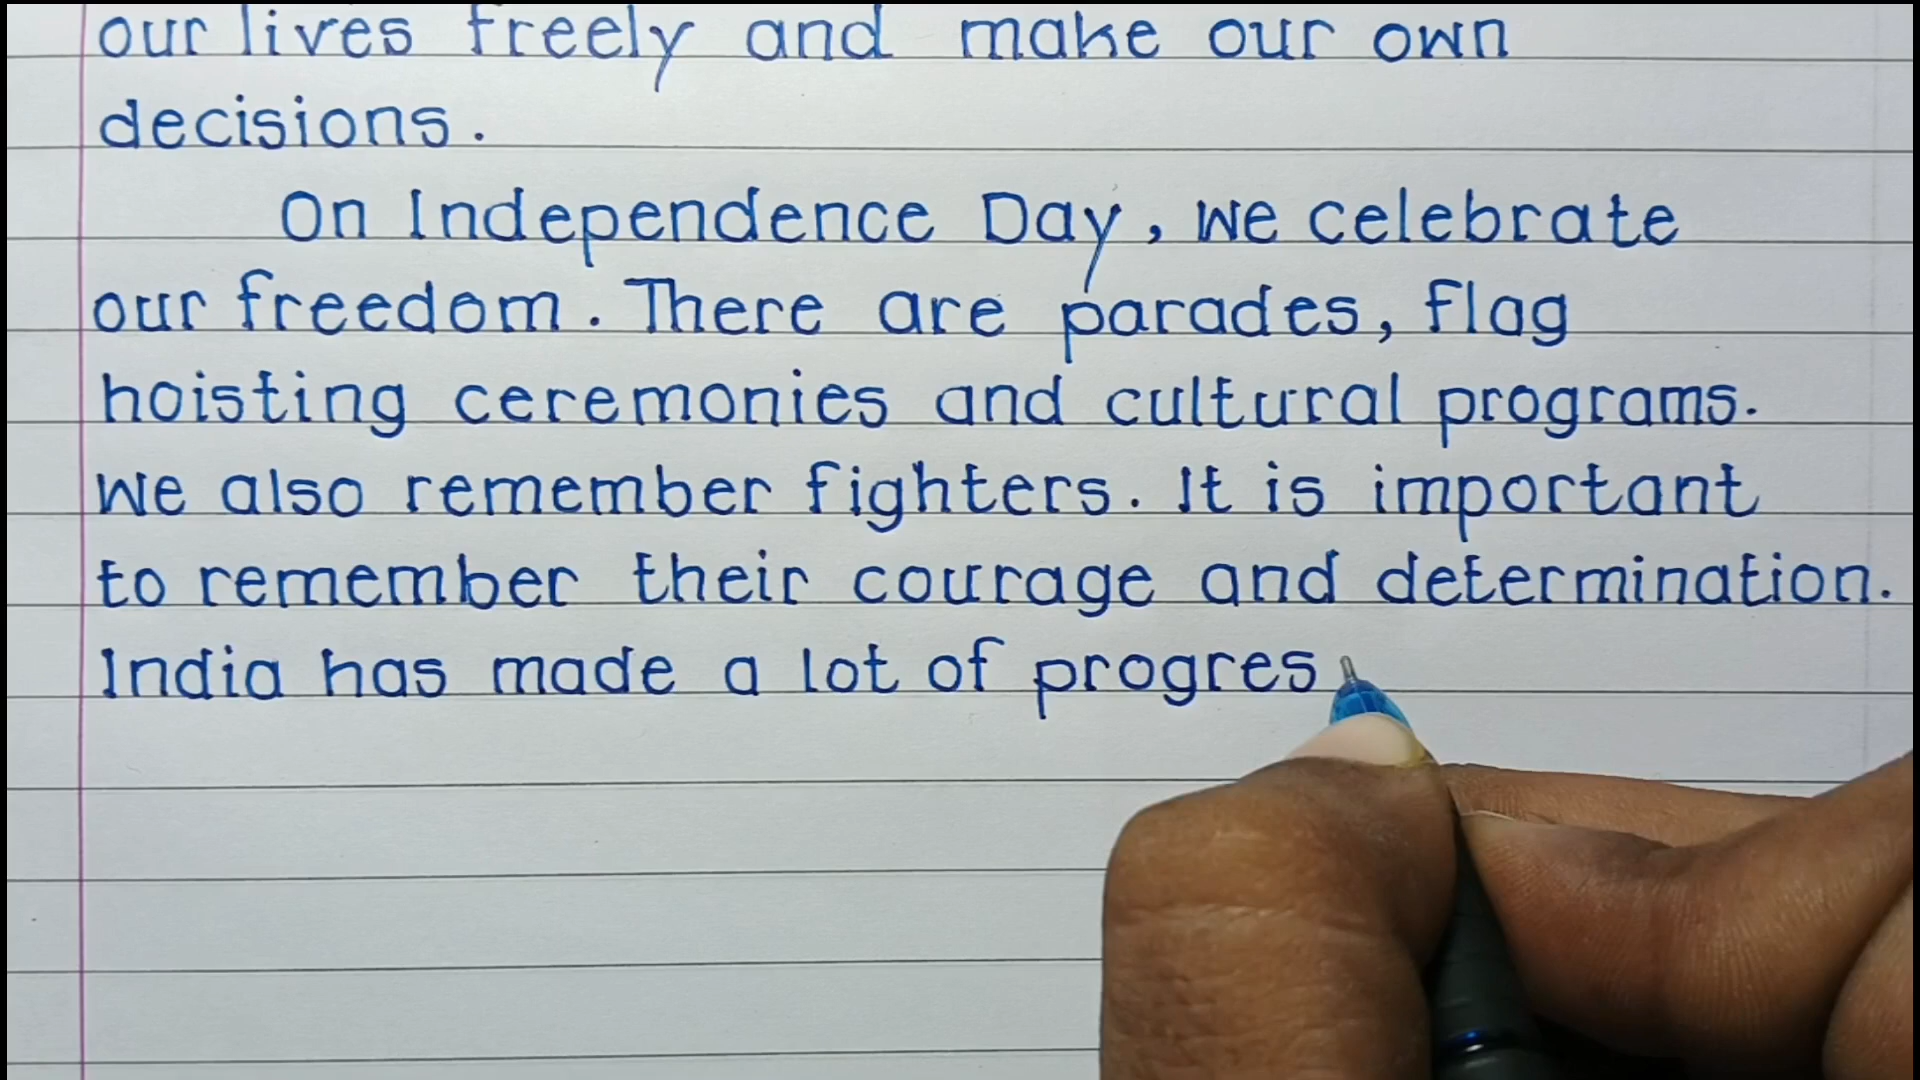 our lives freely and make our own
decisions.
On Independence Day, we celebrate
our freedom. There are parades, flag
hoisting ceremonies and cultural programs.
We also remember fighters. It is important
to remember their courage and determination.
India has made a lot of progres